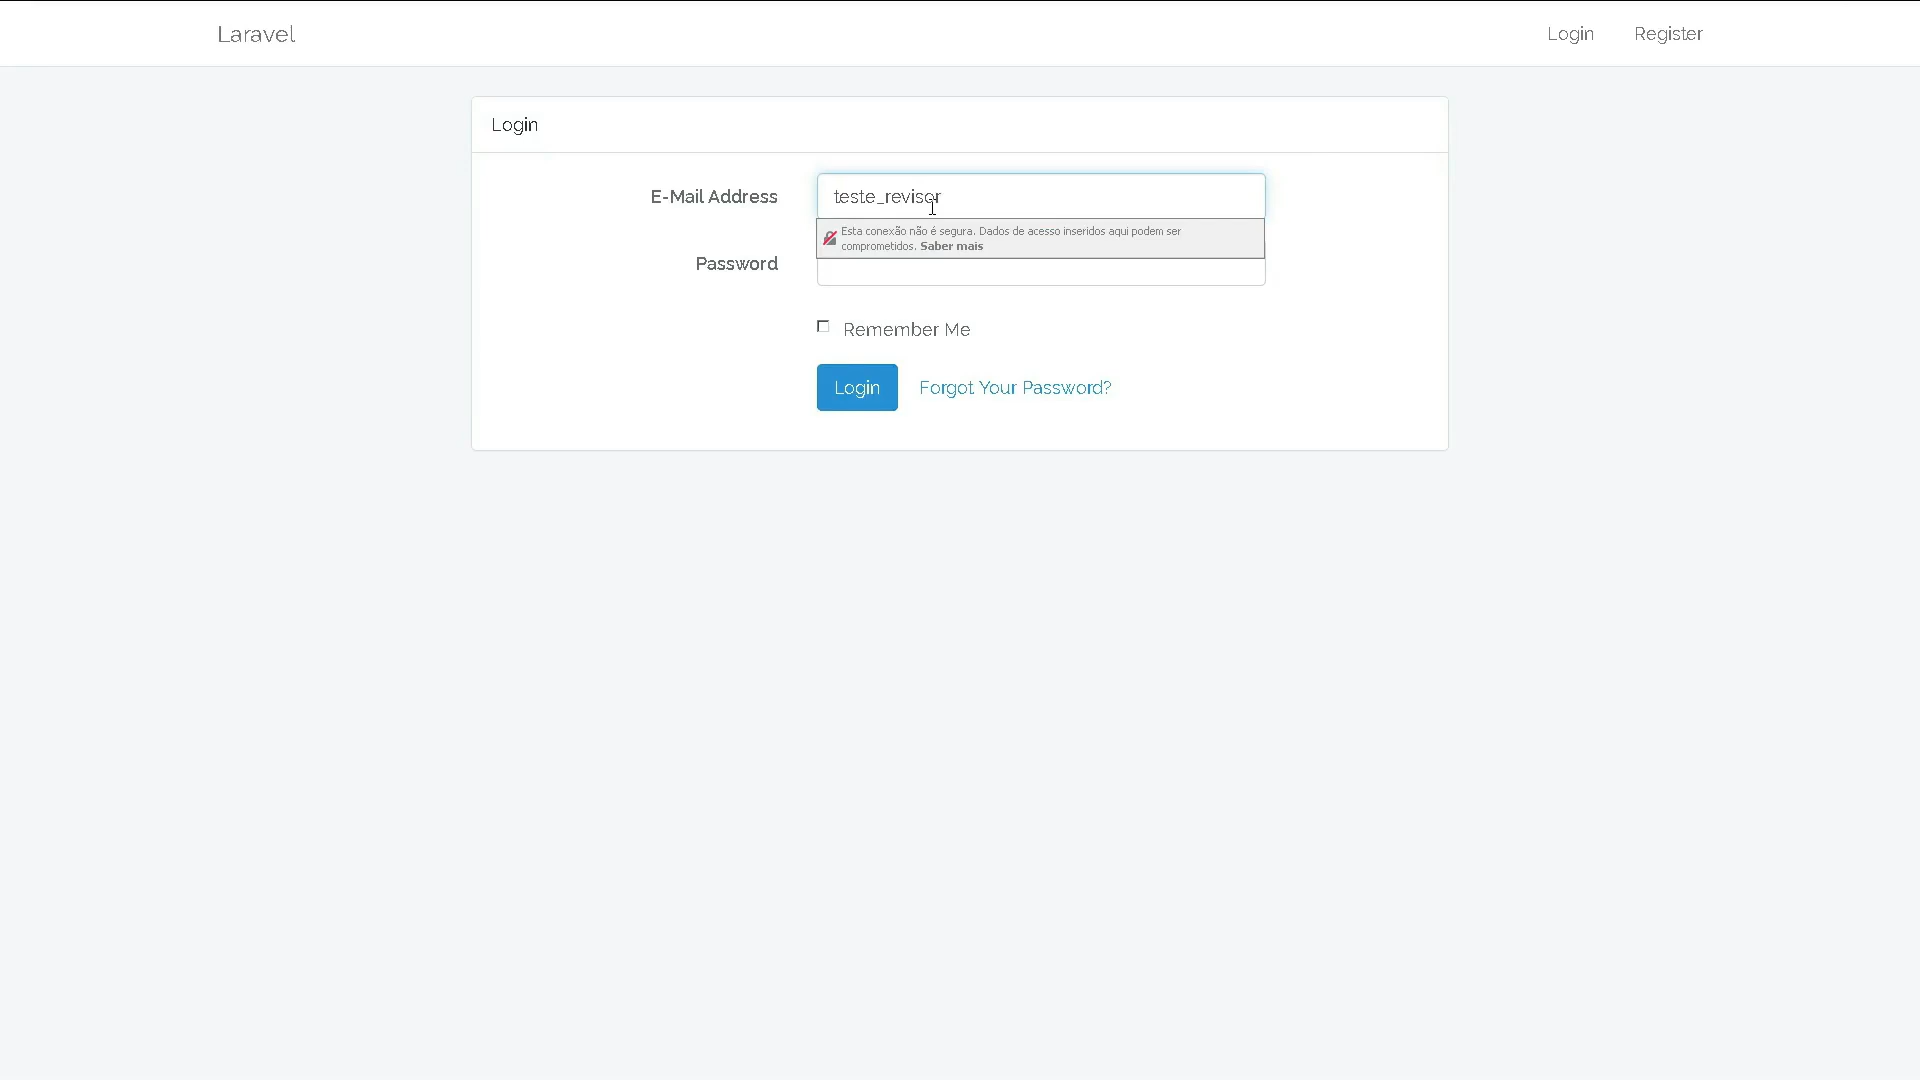 Laravel
Login
Register
Login
E-Mail Address
teste_revisor
Esta conexão não é segura. Dados de acesso inseridos aqui podem ser
comprometidos. Saber mais
Password
Remember Me
Login
Forgot Your Password?